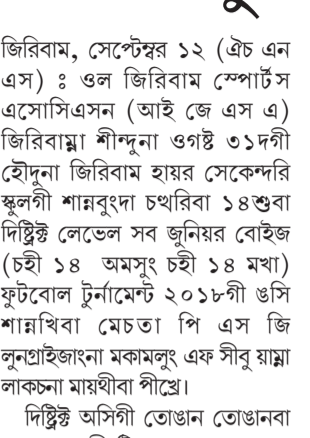 জিরিবাম, সেপ্টেম্বর ১২ (ঐচ এন
এস) ঃ ওল জিরিবাম স্পোর্টস
এসোসিএসন (আই জে এস এ)
জিরিবাম্না শীন্দুনা ওগষ্ট ৩১দগী
হৌদুনা জিরিবাম হায়র সেকেন্দরি
স্কুলগী শান্নবুংদা চত্থরিবা ১৪শুবা
দিষ্ট্রিক্ট লেভেল সব জুনিয়র বোইজ
(চহী ১৪ অমসুং চহী ১৪ মখা)
ফুটবোল টুর্নামেন্ট ২০১৮গী ঙসি
শান্নখিবা মেচতা পি এস জি
লুনগ্রাইজাংনা মকামলুং এফ সীবু য়াম্না
লাকচনা মায়থীবা পীখ্রে।
দিষ্ট্রিক্ট অসিগী তোঙান তোঙানবা